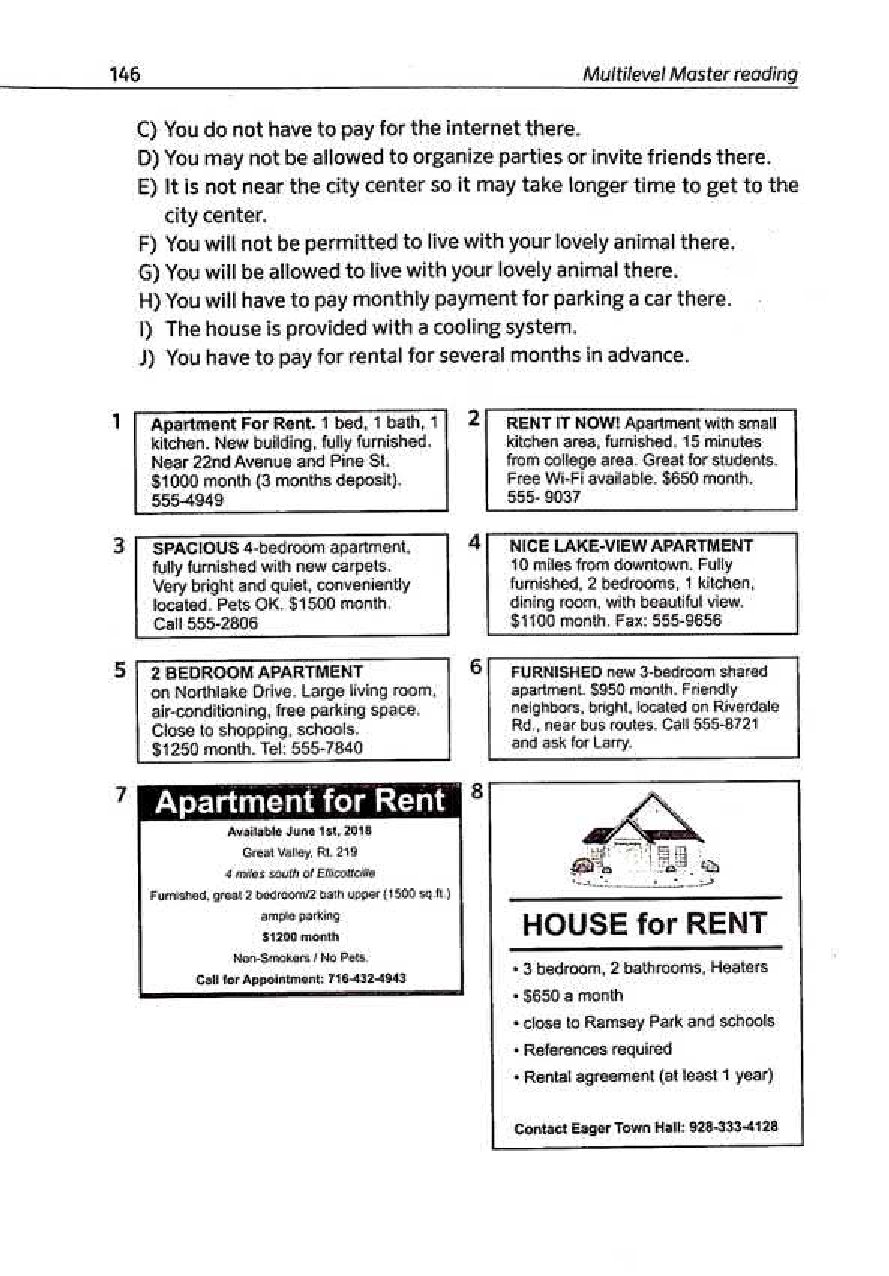 146 Multilevel Master reading
C) You do not have to pay for the internet there.
D) You may not be allowed to organize parties or invite friends there.
E) It is not near the city center so it may take longer time to get to the
city center.
F) You will not be permitted to live with your lovely animal there.
G) You will be allowed to live with your lovely animal there.
H) You will have to pay monthly payment for parking a car there.
I) The house is provided with a cooling system.
J) You have to pay for rental for several months in advance.
1
Apartment For Rent. 1 bed, 1 bath, 1
kitchen. New building, fully furnished.
Near 22nd Avenue and Pine St.
$1000 month (3 months deposit).
555-4949
2
RENT IT NOW! Apartment with small
kitchen area, furnished. 15 minutes
from college area. Great for students.
Free Wi-Fi available. $650 month.
555- 9037
3
SPACIOUS 4-bedroom apartment,
fully furnished with new carpets.
Very bright and quiet, conveniently
located. Pets OK. $1500 month.
Call 555-2806
4
NICE LAKE-VIEW APARTMENT
10 miles from downtown. Fully
furnished, 2 bedrooms, 1 kitchen,
dining room, with beautiful view.
$1100 month. Fax: 555-9656
5
2 BEDROOM APARTMENT
on Northlake Drive. Large living room,
air-conditioning, free parking space.
Close to shopping, schools.
$1250 month. Tel: 555-7840
6
FURNISHED new 3-bedroom shared
apartment. $950 month. Friendly
neighbors, bright, located on Riverdale
Rd., near bus routes. Call 555-8721
and ask for Larry.
7
Apartment for Rent
Available June 1st, 2018
Great Valley, Rt. 219
4 miles south of Ellicottville
Furnished, great 2 bedroom/2 bath upper (1500 sq.ft.)
ample parking
$1200 month
Non-Smokers / No Pets.
Call for Appointment: 716-432-4943
8
HOUSE for RENT
• 3 bedroom, 2 bathrooms, Heaters
• $650 a month
• close to Ramsey Park and schools
• References required
• Rental agreement (at least 1 year)
Contact Eager Town Hall: 928-333-4128